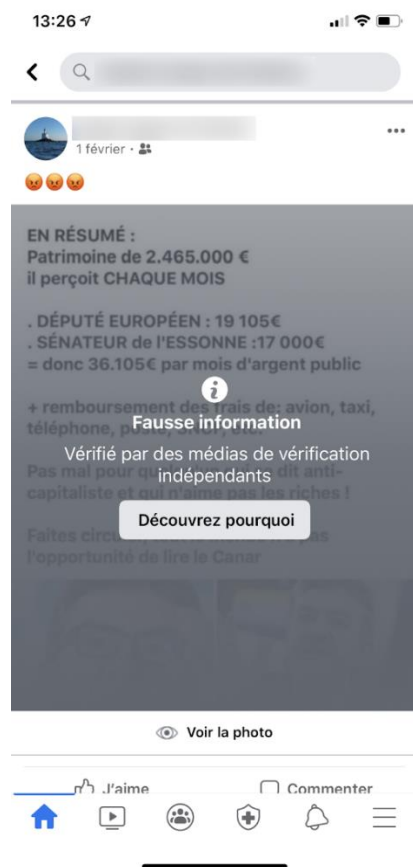 13:26
1 février
EN RÉSUMÉ :
Patrimoine de 2.465.000 €
il perçoit CHAQUE MOIS
. DÉPUTÉ EUROPÉEN : 19 105€
. SÉNATEUR de l'ESSONNE :17 000€
= donc 36.105€ par mois d'argent public
+ remboursement des frais de: avion, taxi,
téléphone,
Fausse information
Vérifié par des médias de vérification
indépendants
Pas mal pour dit anti-
capitaliste et qui n'aime pas les riches !
Découvrez pourquoi
Faites pas
l'opportunité de lire le Canar
Voir la photo
J'aime
Commenter